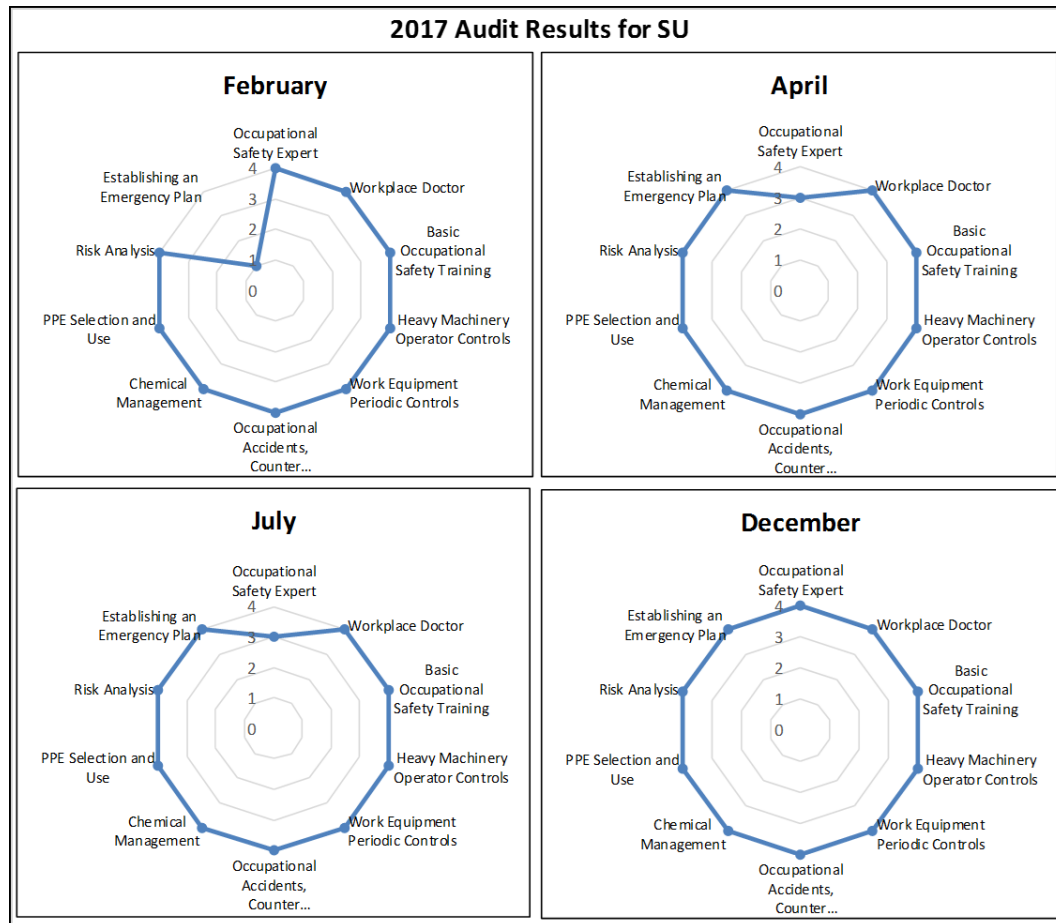 2017 Audit Results for SU
February
Occupational
Safety Expert
Workplace Doctor
Basic
Occupational
Safety Training
Heavy Machinery
Operator Controls
Work Equipment
Periodic Controls
Occupational
Accidents,
Counter...
Chemical
Management
PPE Selection and
Use
Risk Analysis
Establishing an
Emergency Plan
4
3
2
1
0
April
Occupational
Safety Expert
Workplace Doctor
Basic
Occupational
Safety Training
Heavy Machinery
Operator Controls
Work Equipment
Periodic Controls
Occupational
Accidents,
Counter...
Chemical
Management
PPE Selection and
Use
Risk Analysis
Establishing an
Emergency Plan
4
3
2
1
0
July
Occupational
Safety Expert
Workplace Doctor
Basic
Occupational
Safety Training
Heavy Machinery
Operator Controls
Work Equipment
Periodic Controls
Occupational
Accidents,
Counter...
Chemical
Management
PPE Selection and
Use
Risk Analysis
Establishing an
Emergency Plan
4
3
2
1
0
December
Occupational
Safety Expert
Workplace Doctor
Basic
Occupational
Safety Training
Heavy Machinery
Operator Controls
Work Equipment
Periodic Controls
Occupational
Accidents,
Counter...
Chemical
Management
PPE Selection and
Use
Risk Analysis
Establishing an
Emergency Plan
4
3
2
1
0